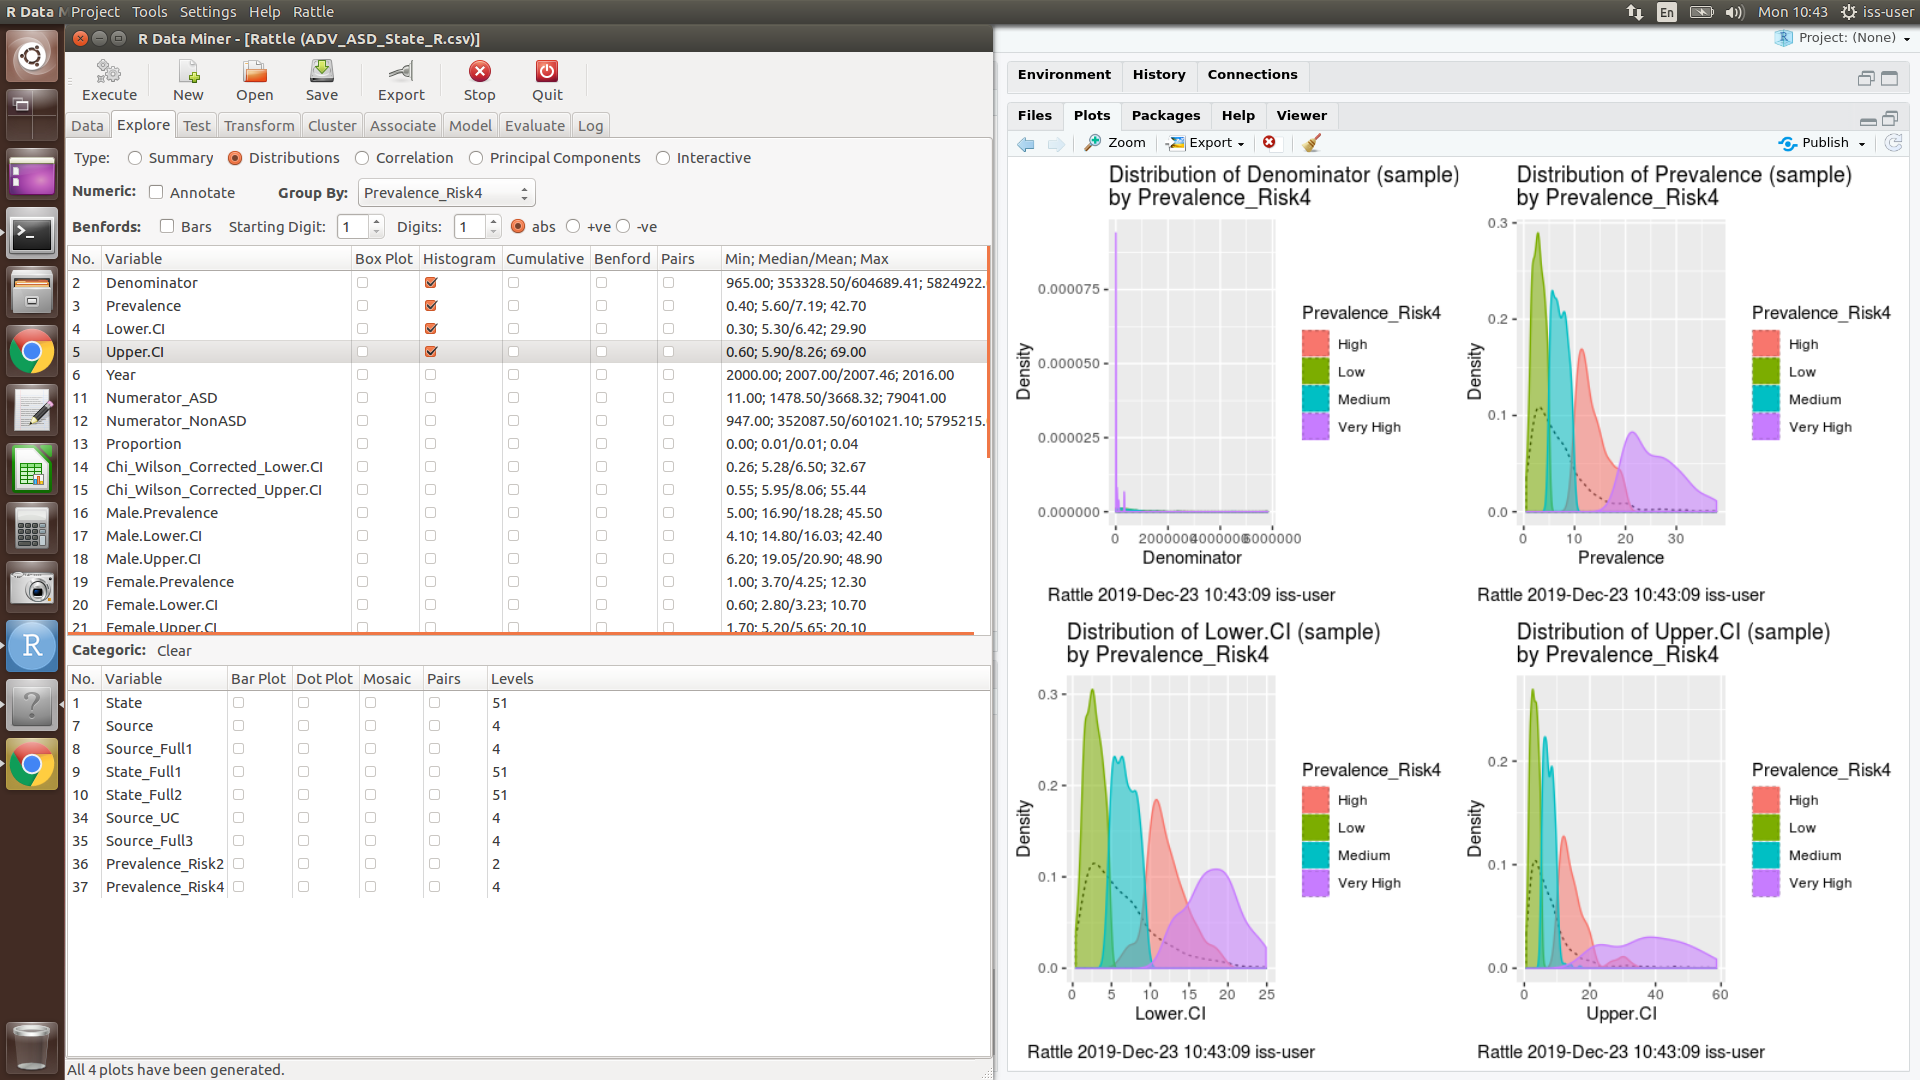 R Data M Project Tools Settings Help Rattle En Mon 10:43 iss-user
R Data Miner - [Rattle (ADV_ASD_State_R.csv)]
Execute New Open Save Export Stop Quit
Data Explore Test Transform Cluster Associate Model Evaluate Log
Type: Summary Distributions Correlation Principal Components Interactive
Numeric: Annotate Group By: Prevalence_Risk4
Benfords: Bars Starting Digit: 1 Digits: 1 abs +ve -ve
No. Variable Box Plot Histogram Cumulative Benford Pairs Min; Median/Mean; Max
2 Denominator 965.00; 353328.50/604689.41; 5824922.
3 Prevalence 0.40; 5.60/7.19; 42.70
4 Lower.CI 0.30; 5.30/6.42; 29.90
5 Upper.CI 0.60; 5.90/8.26; 69.00
6 Year 2000.00; 2007.00/2007.46; 2016.00
11 Numerator_ASD 11.00; 1478.50/3668.32; 79041.00
12 Numerator_NonASD 947.00; 352087.50/601021.10; 5795215.
13 Proportion 0.00; 0.01/0.01; 0.04
14 Chi_Wilson_Corrected_Lower.CI 0.26; 5.28/6.50; 32.67
15 Chi_Wilson_Corrected_Upper.CI 0.55; 5.95/8.06; 55.44
16 Male.Prevalence 5.00; 16.90/18.28; 45.50
17 Male.Lower.CI 4.10; 14.80/16.03; 42.40
18 Male.Upper.CI 6.20; 19.05/20.90; 48.90
19 Female.Prevalence 1.00; 3.70/4.25; 12.30
20 Female.Lower.CI 0.60; 2.80/3.23; 10.70
21 Female.Upper.CI 1.70; 5.20/5.65; 20.10
Categoric: Clear
No. Variable Bar Plot Dot Plot Mosaic Pairs Levels
1 State 51
7 Source 4
8 Source_Full1 4
9 State_Full1 51
10 State_Full2 51
34 Source_UC 4
35 Source_Full3 4
36 Prevalence_Risk2 2
37 Prevalence_Risk4 4
All 4 plots have been generated.
Project: (None)
Environment History Connections
Files Plots Packages Help Viewer
Zoom Export Publish
Distribution of Denominator (sample)
by Prevalence_Risk4
Density
0.000075
0.000050
0.000025
0.000000
0 2000000 4000000 6000000
Denominator
Prevalence_Risk4
High
Low
Medium
Very High
Rattle 2019-Dec-23 10:43:09 iss-user
Distribution of Prevalence (sample)
by Prevalence_Risk4
Density
0.3
0.2
0.1
0.0
0 10 20 30
Prevalence
Prevalence_Risk4
High
Low
Medium
Very High
Rattle 2019-Dec-23 10:43:09 iss-user
Distribution of Lower.CI (sample)
by Prevalence_Risk4
Density
0.3
0.2
0.1
0.0
0 5 10 15 20 25
Lower.CI
Prevalence_Risk4
High
Low
Medium
Very High
Rattle 2019-Dec-23 10:43:09 iss-user
Distribution of Upper.CI (sample)
by Prevalence_Risk4
Density
0.2
0.1
0.0
0 20 40 60
Upper.CI
Prevalence_Risk4
High
Low
Medium
Very High
Rattle 2019-Dec-23 10:43:09 iss-user